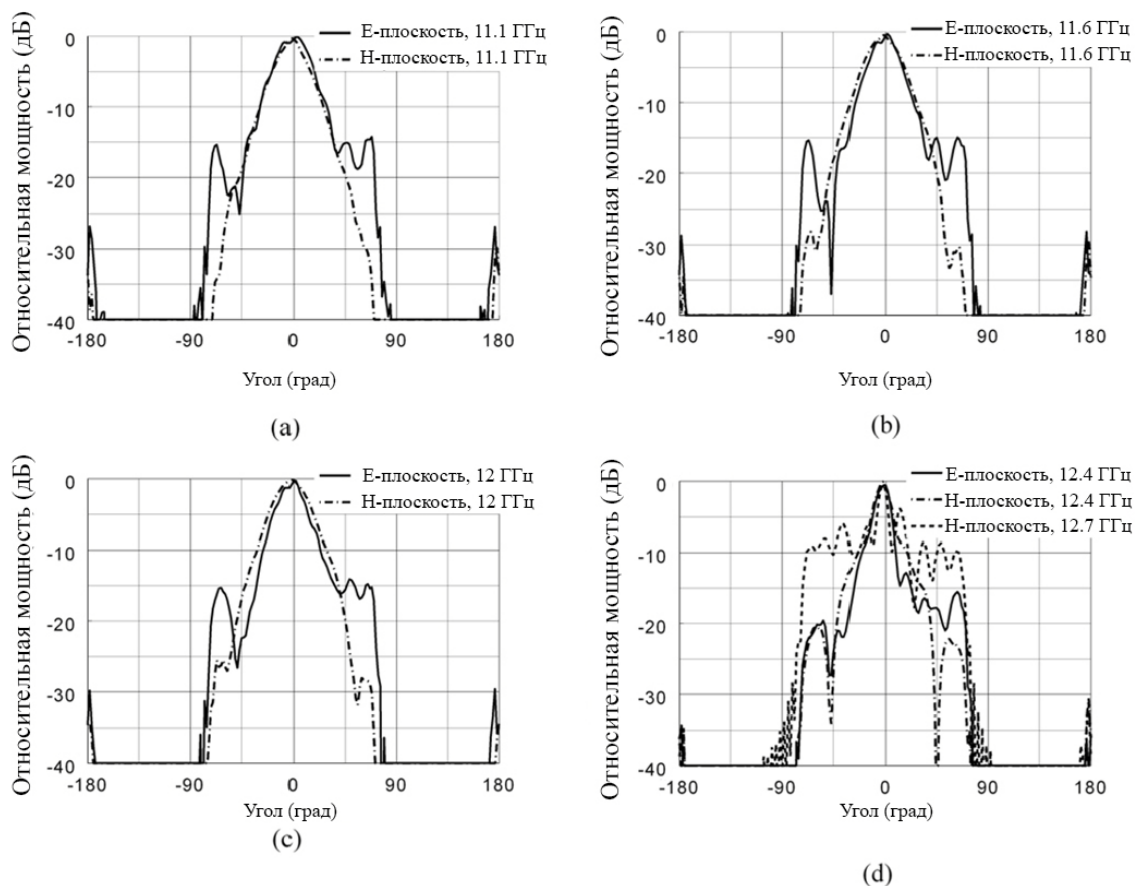 Относительная мощность (дБ)
Е-плоскость, 11.1 ГГц
Н-плоскость, 11.1 ГГц
0
-10
-20
-30
-40
-180
-90
0
90
180
Угол (град)
(a)
Относительная мощность (дБ)
Е-плоскость, 11.6 ГГц
Н-плоскость, 11.6 ГГц
0
-10
-20
-30
-40
-180
-90
0
90
180
Угол (град)
(b)
Относительная мощность (дБ)
Е-плоскость, 12 ГГц
Н-плоскость, 12 ГГц
0
-10
-20
-30
-40
-180
-90
0
90
180
Угол (град)
(c)
Относительная мощность (дБ)
Е-плоскость, 12.4 ГГц
Н-плоскость, 12.4 ГГц
Н-плоскость, 12.7 ГГц
0
-10
-20
-30
-40
-180
-90
0
90
180
Угол (град)
(d)